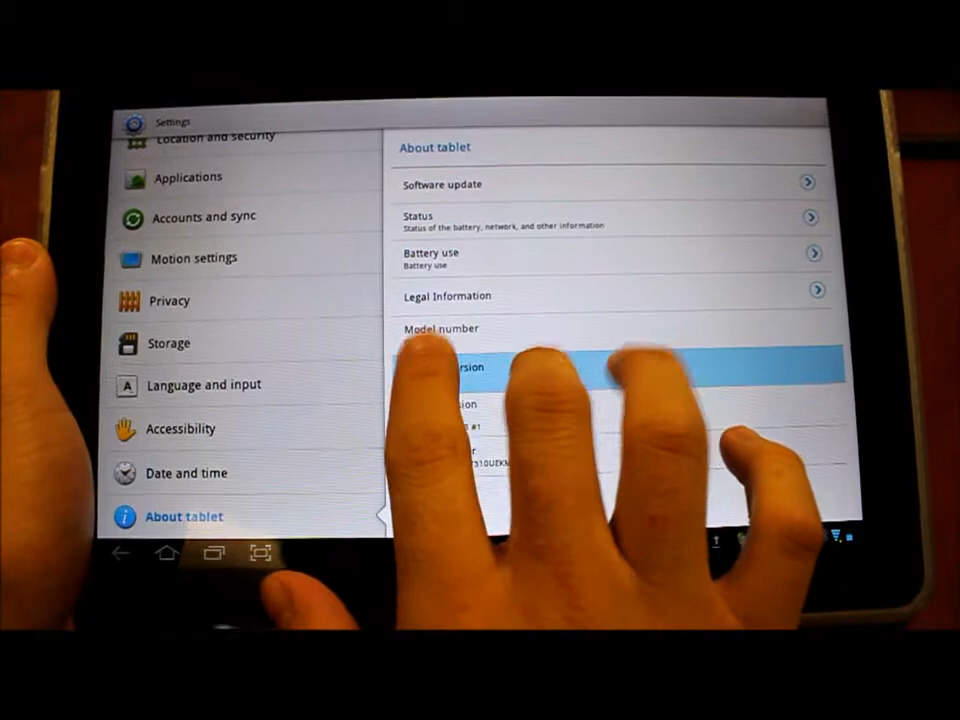 Settings
Location and security
Applications
Accounts and sync
Motion settings
Privacy
Storage
Language and input
A
Accessibility
Date and time
About tablet
About tablet
Software update
Status
Status of the battery, network, and other information
Battery use
Battery use
Legal Information
Model number
rsion
sion
#1